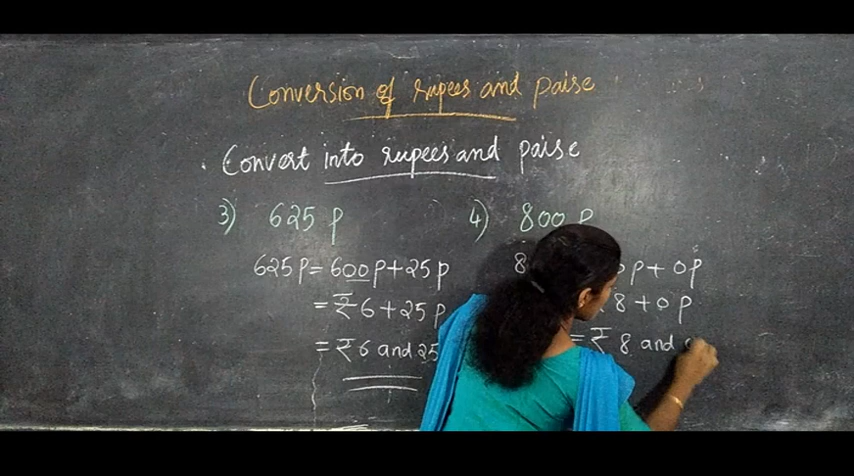 Conversion of rupees and paise
Convert into rupees and paise
3) 625 p
625 p = 600 p + 25 p
= ₹ 6 + 25 p
= ₹ 6 and 25
4) 800 p
8 p + 0 p
8 + 0 p
= ₹ 8 and